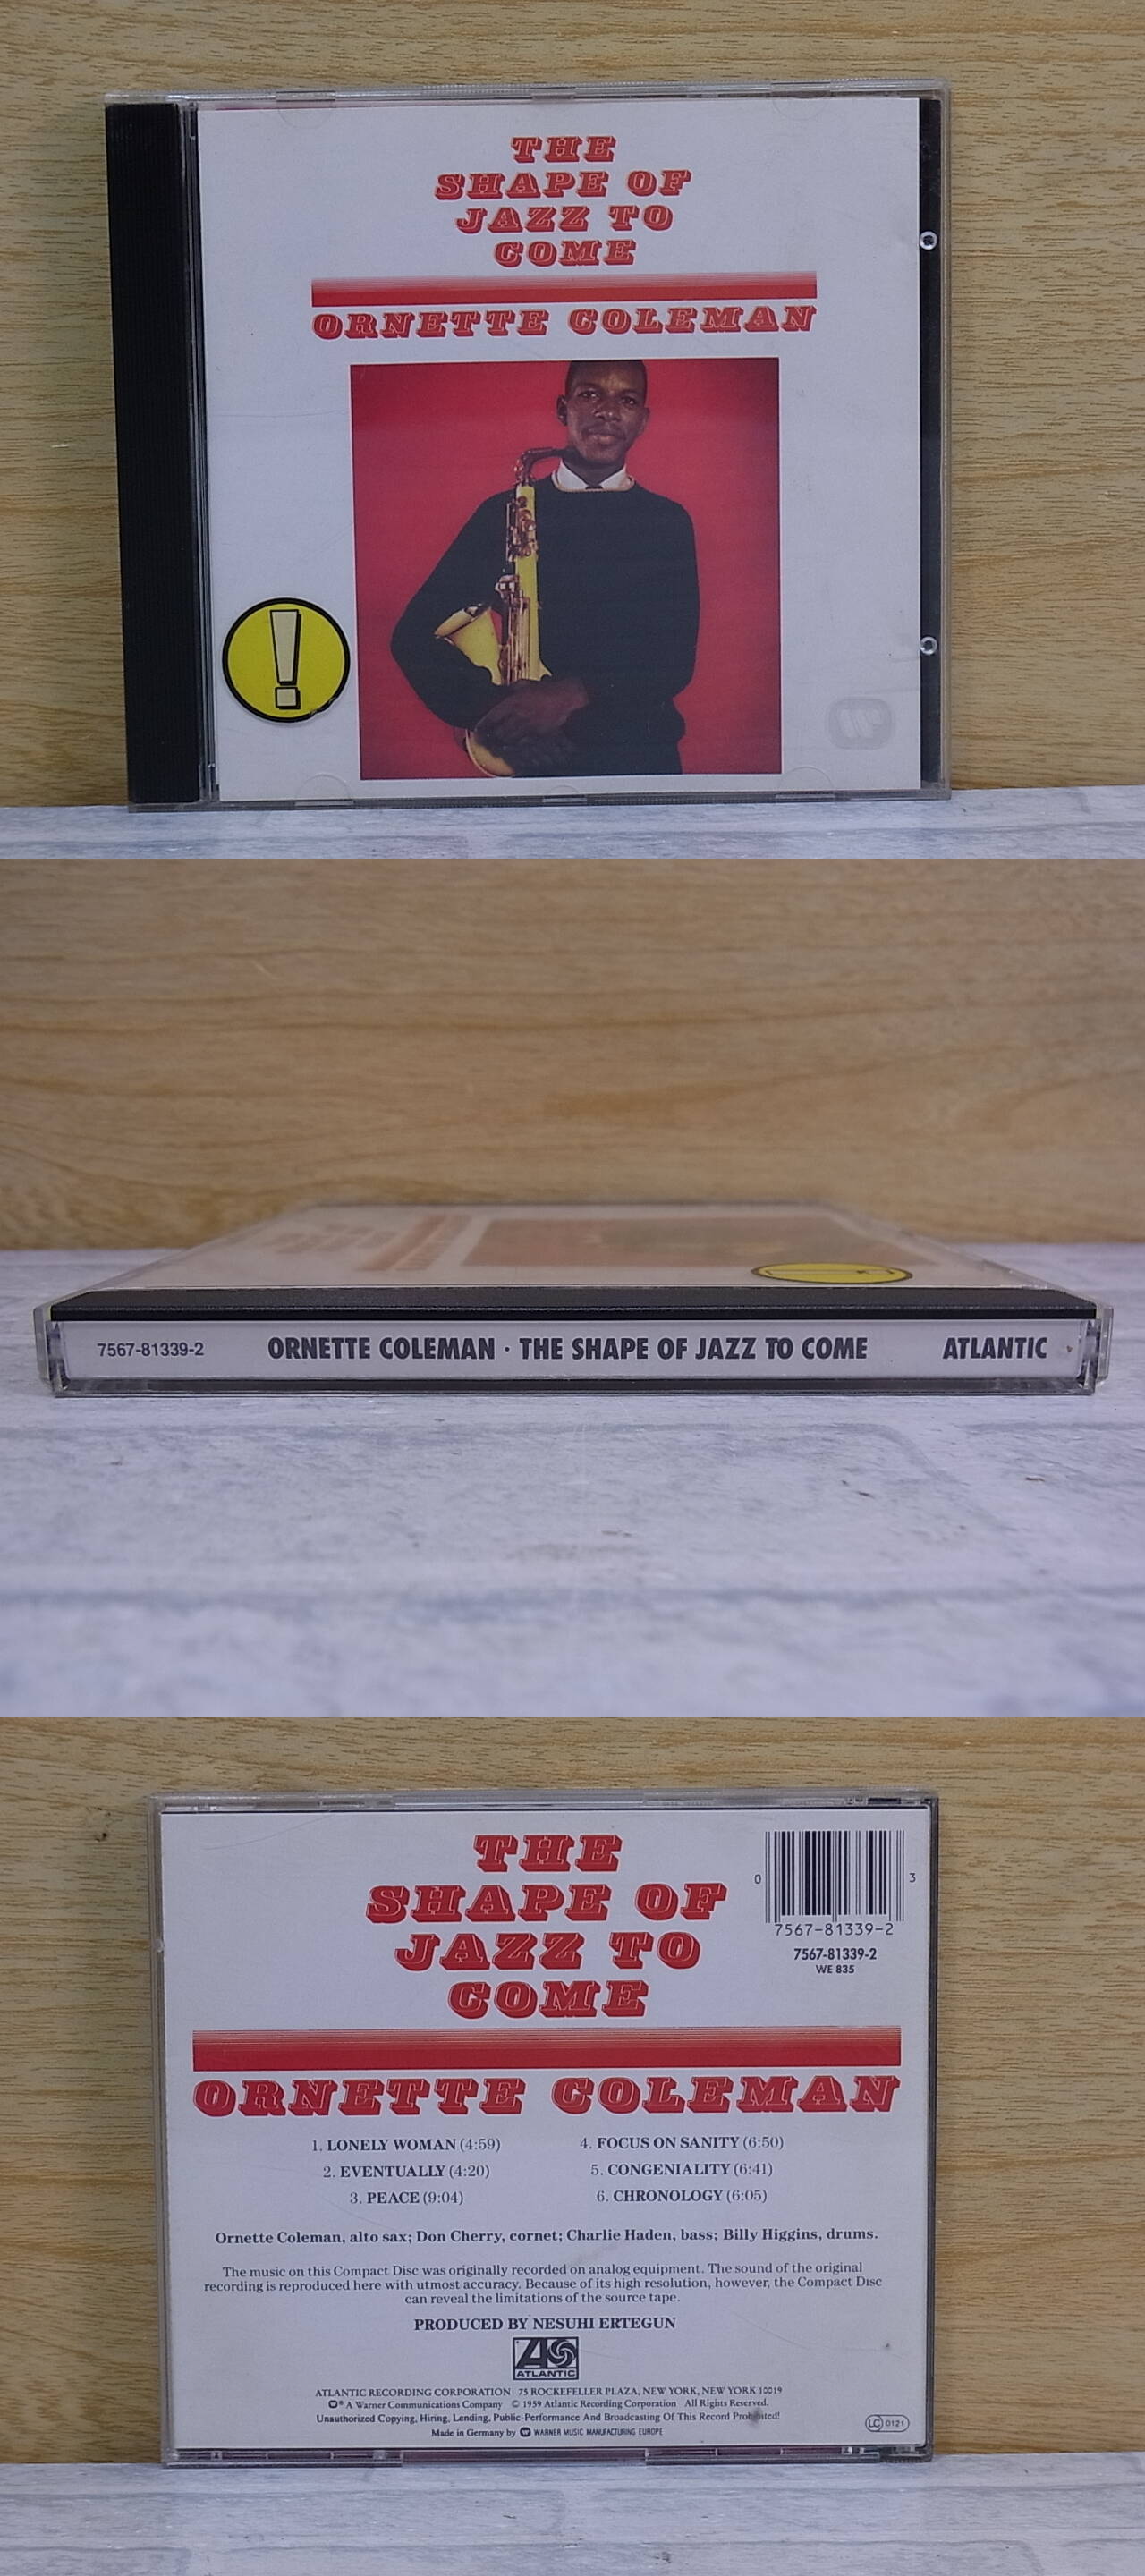 THE
SHAPE OF
JAZZ TO
COME
ORNETTE COLEMAN
!
7567-81339-2 ORNETTE COLEMAN · THE SHAPE OF JAZZ TO COME ATLANTIC
THE
SHAPE OF
JAZZ TO
COME
0 3
7567-81339-2
7567-81339-2
WE 835
ORNETTE COLEMAN
1. LONELY WOMAN (4:59)
2. EVENTUALLY (4:20)
3. PEACE (9:04)
4. FOCUS ON SANITY (6:50)
5. CONGENIALITY (6:41)
6. CHRONOLOGY (6:05)
Ornette Coleman, alto sax; Don Cherry, cornet; Charlie Haden, bass; Billy Higgins, drums.
The music on this Compact Disc was originally recorded on analog equipment. The sound of the original
recording is reproduced here with utmost accuracy. Because of its high resolution, however, the Compact Disc
can reveal the limitations of the source tape.
PRODUCED BY NESUHI ERTEGUN
ATLANTIC
ATLANTIC RECORDING CORPORATION 75 ROCKEFELLER PLAZA, NEW YORK, NEW YORK 10019
® A Warner Communications Company © 1959 Atlantic Recording Corporation All Rights Reserved.
Unauthorized Copying, Hiring, Lending, Public-Performance And Broadcasting Of This Record Prohibited!
Made in Germany by WARNER MUSIC MANUFACTURING EUROPE
LC 0121